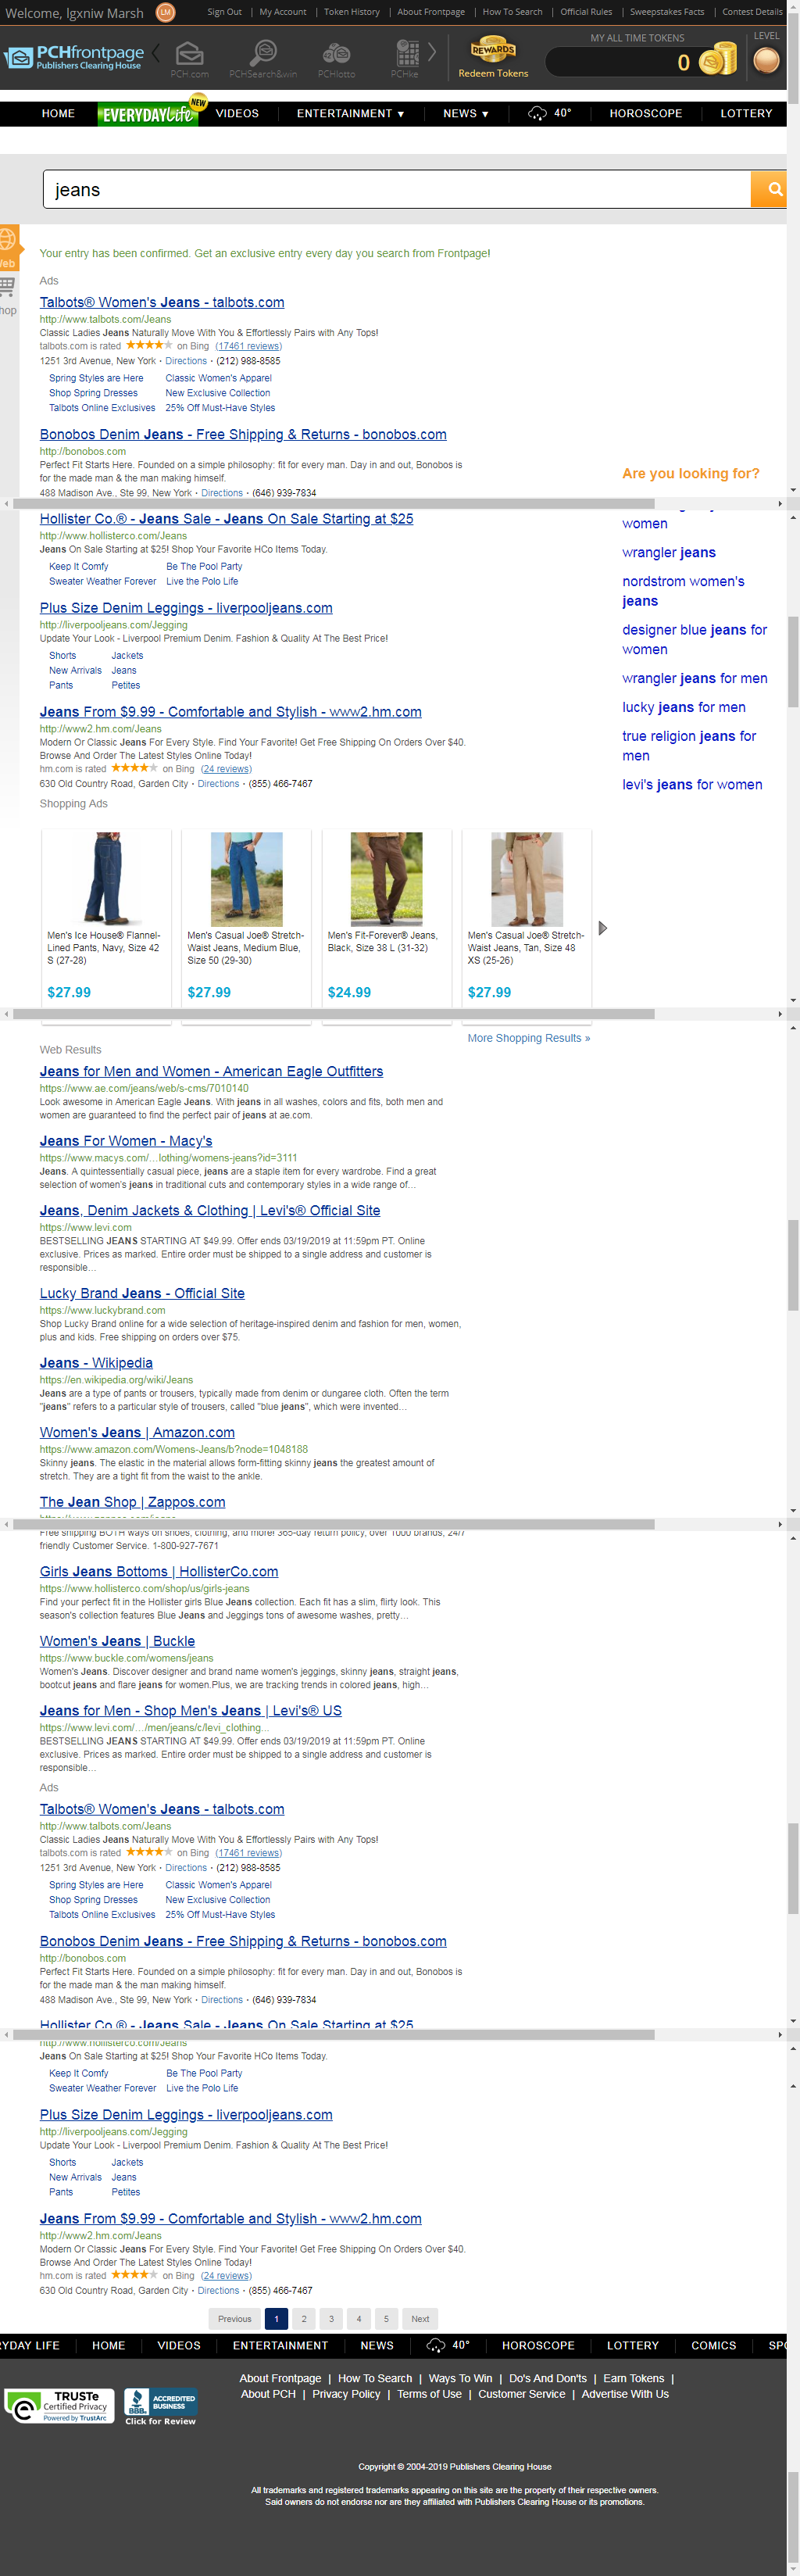 Welcome, Igxniw Marsh LM Sign Out | My Account | Token History | About Frontpage | How To Search | Official Rules | Sweepstakes Facts | Contest Details
PCHfrontpage
Publishers Clearing House
PCH.com PCHSearch&win PCHlotto PCHke
REWARDS
Redeem Tokens
MY ALL TIME TOKENS
0
LEVEL
HOME EVERYDAY Life NEW VIDEOS ENTERTAINMENT ▼ NEWS ▼ 40° HOROSCOPE LOTTERY
jeans
Web
hop
Your entry has been confirmed. Get an exclusive entry every day you search from Frontpage!
Ads
Talbots® Women's Jeans - talbots.com
http://www.talbots.com/Jeans
Classic Ladies Jeans Naturally Move With You & Effortlessly Pairs with Any Tops!
talbots.com is rated on Bing (17461 reviews)
1251 3rd Avenue, New York · Directions · (212) 988-8585
Spring Styles are Here Classic Women's Apparel
Shop Spring Dresses New Exclusive Collection
Talbots Online Exclusives 25% Off Must-Have Styles
Bonobos Denim Jeans - Free Shipping & Returns - bonobos.com
http://bonobos.com
Perfect Fit Starts Here. Founded on a simple philosophy: fit for every man. Day in and out, Bonobos is
for the made man & the man making himself.
488 Madison Ave., Ste 99, New York · Directions · (646) 939-7834
Are you looking for?
Hollister Co.® - Jeans Sale - Jeans On Sale Starting at $25
http://www.hollisterco.com/Jeans
Jeans On Sale Starting at $25! Shop Your Favorite HCo Items Today.
Keep It Comfy Be The Pool Party
Sweater Weather Forever Live the Polo Life
Plus Size Denim Leggings - liverpooljeans.com
http://liverpooljeans.com/Jegging
Update Your Look - Liverpool Premium Denim. Fashion & Quality At The Best Price!
Shorts Jackets
New Arrivals Jeans
Pants Petites
Jeans From $9.99 - Comfortable and Stylish - www2.hm.com
http://www2.hm.com/Jeans
Modern Or Classic Jeans For Every Style. Find Your Favorite! Get Free Shipping On Orders Over $40.
Browse And Order The Latest Styles Online Today!
hm.com is rated on Bing (24 reviews)
630 Old Country Road, Garden City · Directions · (855) 466-7467
women
wrangler jeans
nordstrom women's
jeans
designer blue jeans for
women
wrangler jeans for men
lucky jeans for men
true religion jeans for
men
levi's jeans for women
Shopping Ads
Men's Ice House® Flannel-
Lined Pants, Navy, Size 42
S (27-28)
$27.99
Men's Casual Joe® Stretch-
Waist Jeans, Medium Blue,
Size 50 (29-30)
$27.99
Men's Fit-Forever® Jeans,
Black, Size 38 L (31-32)
$24.99
Men's Casual Joe® Stretch-
Waist Jeans, Tan, Size 48
XS (25-26)
$27.99
More Shopping Results »
Web Results
Jeans for Men and Women - American Eagle Outfitters
https://www.ae.com/jeans/web/s-cms/7010140
Look awesome in American Eagle Jeans. With jeans in all washes, colors and fits, both men and
women are guaranteed to find the perfect pair of jeans at ae.com.
Jeans For Women - Macy's
https://www.macys.com/…lothing/womens-jeans?id=3111
Jeans. A quintessentially casual piece, jeans are a staple item for every wardrobe. Find a great
selection of women's jeans in traditional cuts and contemporary styles in a wide range of…
Jeans, Denim Jackets & Clothing | Levi's® Official Site
https://www.levi.com
BESTSELLING JEANS STARTING AT $49.99. Offer ends 03/19/2019 at 11:59pm PT. Online
exclusive. Prices as marked. Entire order must be shipped to a single address and customer is
responsible…
Lucky Brand Jeans - Official Site
https://www.luckybrand.com
Shop Lucky Brand online for a wide selection of heritage-inspired denim and fashion for men, women,
plus and kids. Free shipping on orders over $75.
Jeans - Wikipedia
https://en.wikipedia.org/wiki/Jeans
Jeans are a type of pants or trousers, typically made from denim or dungaree cloth. Often the term
"jeans" refers to a particular style of trousers, called "blue jeans", which were invented…
Women's Jeans | Amazon.com
https://www.amazon.com/Womens-Jeans/b?node=1048188
Skinny jeans. The elastic in the material allows form-fitting skinny jeans the greatest amount of
stretch. They are a tight fit from the waist to the ankle.
The Jean Shop | Zappos.com
Free shipping BOTH ways on shoes, clothing, and more! 365-day return policy, over 1000 brands, 24/7
friendly Customer Service. 1-800-927-7671
Girls Jeans Bottoms | HollisterCo.com
https://www.hollisterco.com/shop/us/girls-jeans
Find your perfect fit in the Hollister girls Blue Jeans collection. Each fit has a slim, flirty look. This
season's collection features Blue Jeans and Jeggings tons of awesome washes, pretty…
Women's Jeans | Buckle
https://www.buckle.com/womens/jeans
Women's Jeans. Discover designer and brand name women's jeggings, skinny jeans, straight jeans,
bootcut jeans and flare jeans for women.Plus, we are tracking trends in colored jeans, high…
Jeans for Men - Shop Men's Jeans | Levi's® US
https://www.levi.com/…/men/jeans/c/levi_clothing…
BESTSELLING JEANS STARTING AT $49.99. Offer ends 03/19/2019 at 11:59pm PT. Online
exclusive. Prices as marked. Entire order must be shipped to a single address and customer is
responsible…
Ads
Talbots® Women's Jeans - talbots.com
http://www.talbots.com/Jeans
Classic Ladies Jeans Naturally Move With You & Effortlessly Pairs with Any Tops!
talbots.com is rated on Bing (17461 reviews)
1251 3rd Avenue, New York · Directions · (212) 988-8585
Spring Styles are Here Classic Women's Apparel
Shop Spring Dresses New Exclusive Collection
Talbots Online Exclusives 25% Off Must-Have Styles
Bonobos Denim Jeans - Free Shipping & Returns - bonobos.com
http://bonobos.com
Perfect Fit Starts Here. Founded on a simple philosophy: fit for every man. Day in and out, Bonobos is
for the made man & the man making himself.
488 Madison Ave., Ste 99, New York · Directions · (646) 939-7834
Hollister Co.® - Jeans Sale - Jeans On Sale Starting at $25
http://www.hollisterco.com/Jeans
Jeans On Sale Starting at $25! Shop Your Favorite HCo Items Today.
Keep It Comfy Be The Pool Party
Sweater Weather Forever Live the Polo Life
Plus Size Denim Leggings - liverpooljeans.com
http://liverpooljeans.com/Jegging
Update Your Look - Liverpool Premium Denim. Fashion & Quality At The Best Price!
Shorts Jackets
New Arrivals Jeans
Pants Petites
Jeans From $9.99 - Comfortable and Stylish - www2.hm.com
http://www2.hm.com/Jeans
Modern Or Classic Jeans For Every Style. Find Your Favorite! Get Free Shipping On Orders Over $40.
Browse And Order The Latest Styles Online Today!
hm.com is rated on Bing (24 reviews)
630 Old Country Road, Garden City · Directions · (855) 466-7467
Previous 1 2 3 4 5 Next
RYDAY LIFE HOME VIDEOS ENTERTAINMENT NEWS 40° HOROSCOPE LOTTERY COMICS SPO
About Frontpage | How To Search | Ways To Win | Do's And Don'ts | Earn Tokens |
About PCH | Privacy Policy | Terms of Use | Customer Service | Advertise With Us
TRUSTe
Certified Privacy
Powered by TrustArc
BBB. ACCREDITED
BUSINESS
Click for Review
Copyright © 2004-2019 Publishers Clearing House
All trademarks and registered trademarks appearing on this site are the property of their respective owners.
Said owners do not endorse nor are they affiliated with Publishers Clearing House or its promotions.